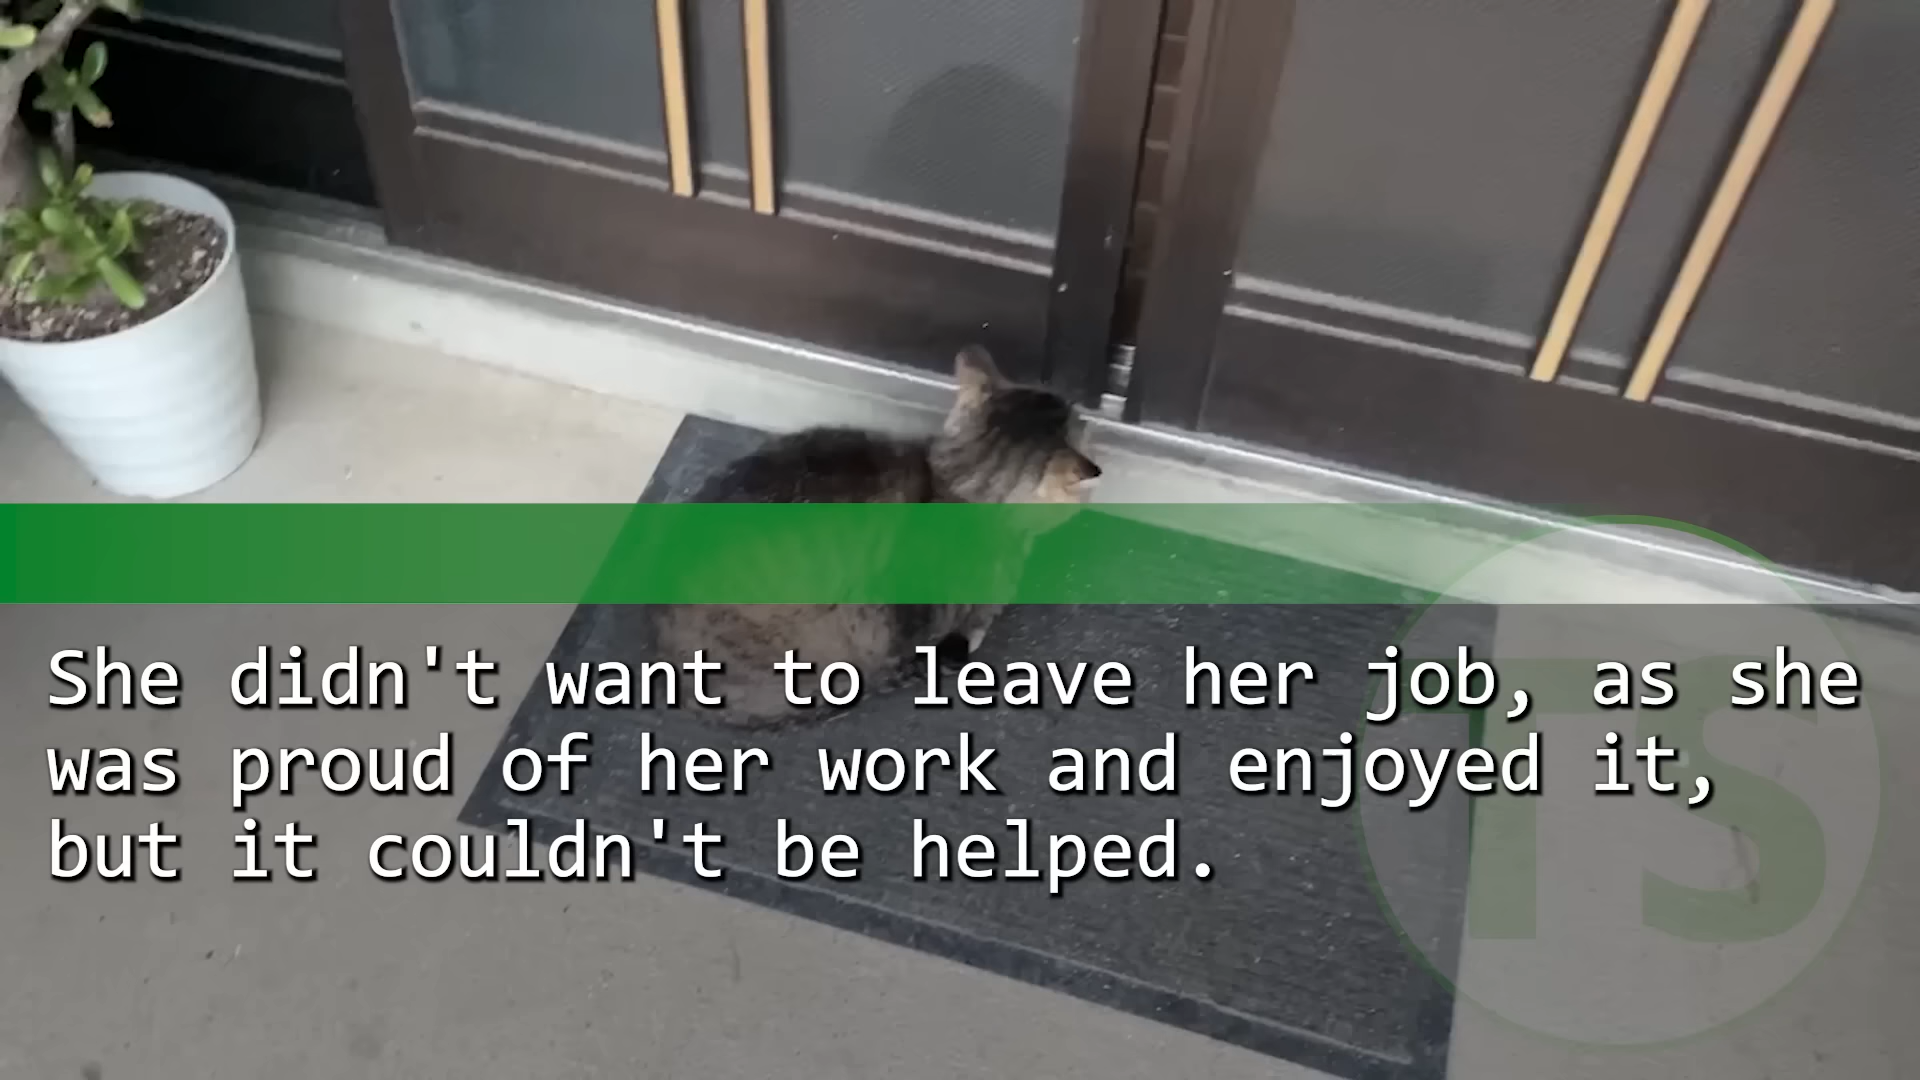 She didn't want to leave her job, as she
was proud of her work and enjoyed it,
but it couldn't be helped.
TS